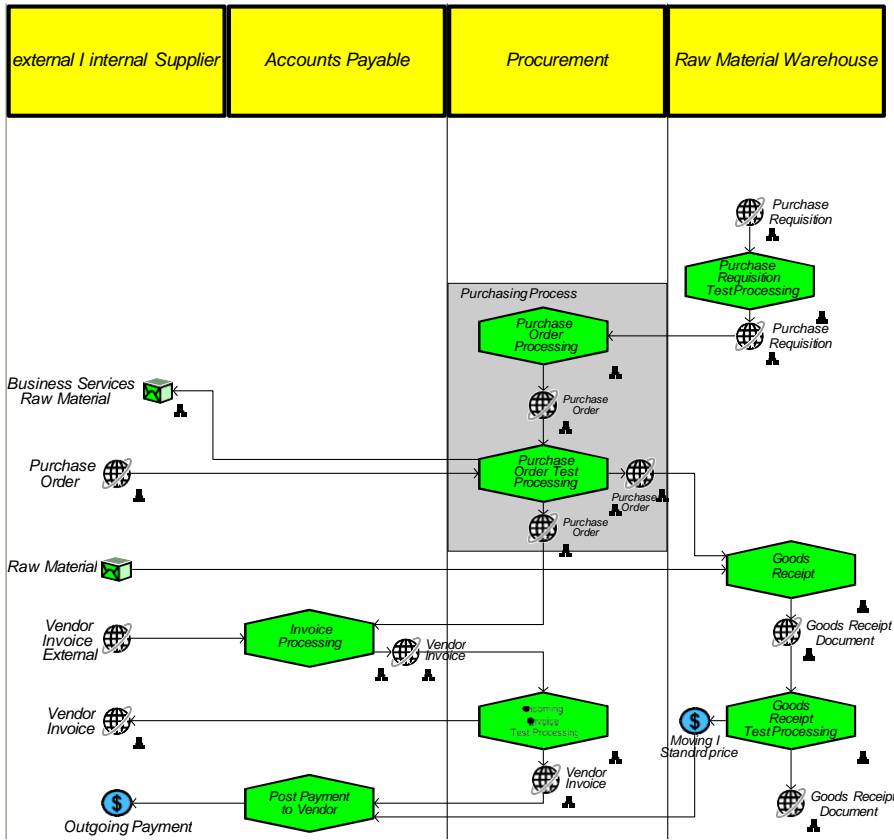 external I internal Supplier
Accounts Payable
Procurement
Raw Material Warehouse
Purchase
Requisition
Purchase
Requisition
Test Processing
Purchasing Process
Purchase
Order
Processing
Purchase
Requisition
Business Services
Raw Material
Purchase
Order
Purchase
Order
Purchase
Order Test
Processing
Purchase
Order
Purchase
Order
Raw Material
Goods
Receipt
Vendor
Invoice
External
Invoice
Processing
Vendor
Invoice
Goods Receipt
Document
Vendor
Invoice
Incoming
Invoice
Test Processing
$
Moving I
Standrd price
Goods
Receipt
Test Processing
Vendor
Invoice
$
Outgoing Payment
Post Payment
to Vendor
Goods Receipt
Document